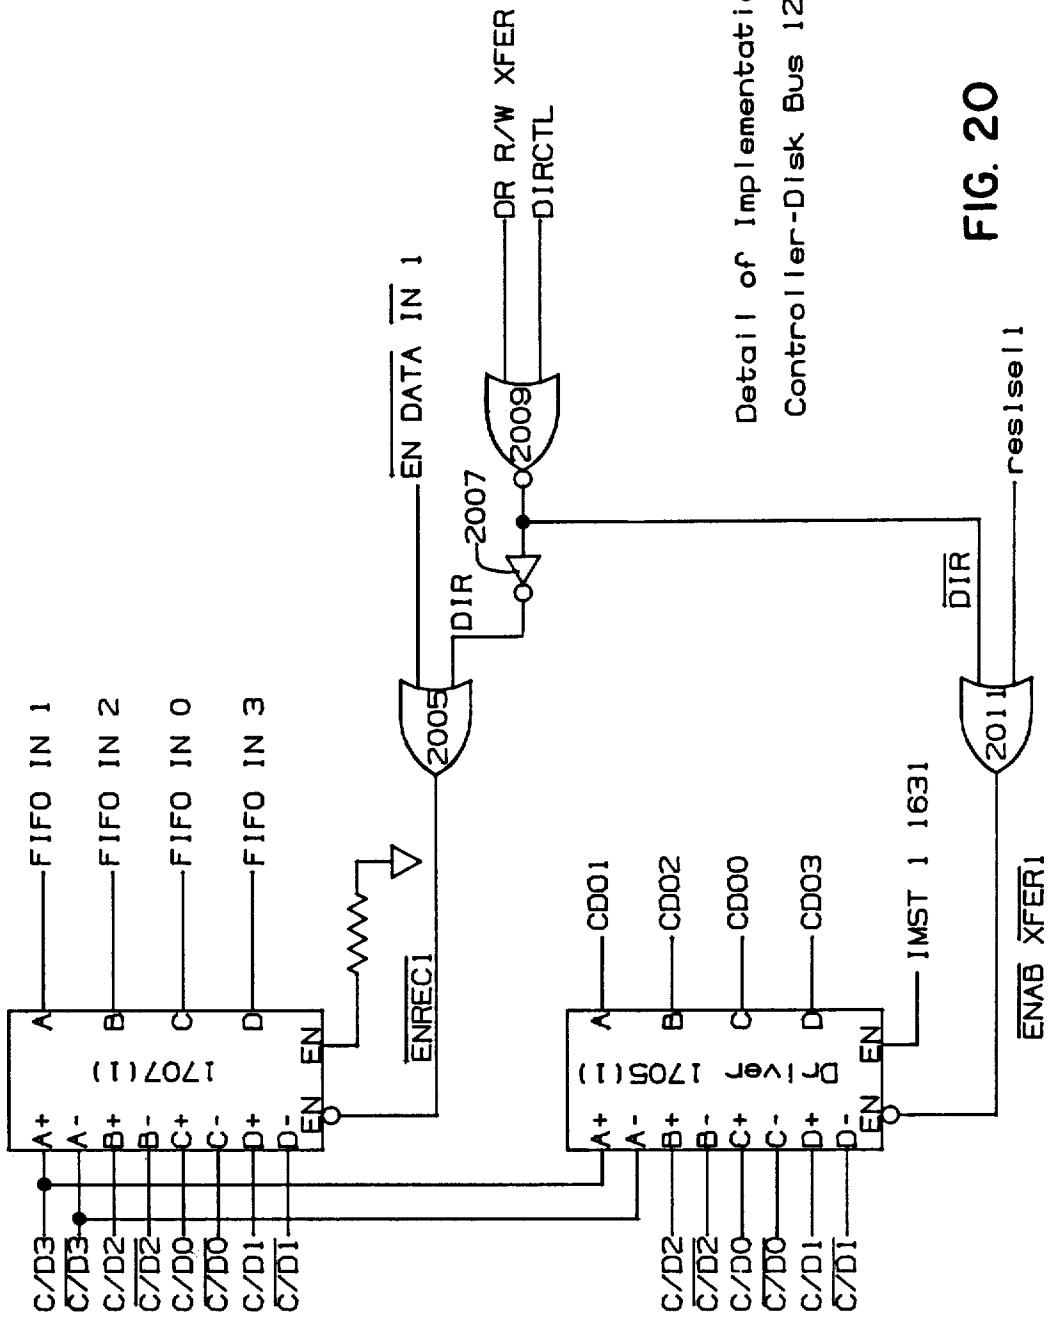 C/D3
C/D3
C/D2
C/D2
C/D0
C/D0
C/D1
C/D1
A+
A-
B+
B-
C+
C-
D+
D-
EN
EN
1707(1)
A
B
C
D
FIFO IN 1
FIFO IN 2
FIFO IN 0
FIFO IN 3
ENREC1
2005
DIR
2007
EN DATA IN 1
2009
DR R/W XFER
DIRCTL
C/D2
C/D2
C/D0
C/D0
C/D1
C/D1
A+
A-
B+
B-
C+
C-
D+
D-
EN
EN
Driver 1705(1)
A
B
C
D
CD01
CD02
CD00
CD03
IMST 1 1631
ENAB XFER1
2011
DIR
Detail of Implementatio
Controller-Disk Bus 12
FIG. 20